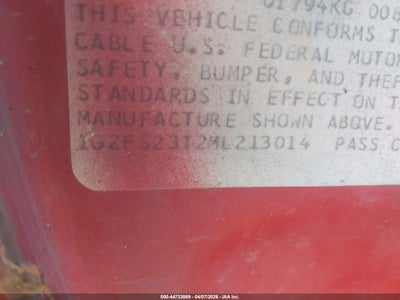 01794KG 008
THIS VEHICLE CONFORMS T
CABLE U.S. FEDERAL MOTOR
SAFETY, BUMPER, AND THEF
STANDARDS IN EFFECT ON T
MANUFACTURE SHOWN ABOVE.
1G2FS23T2ML213014 PASS C
000-44733069 | 04/07/2026 - IAA Inc.